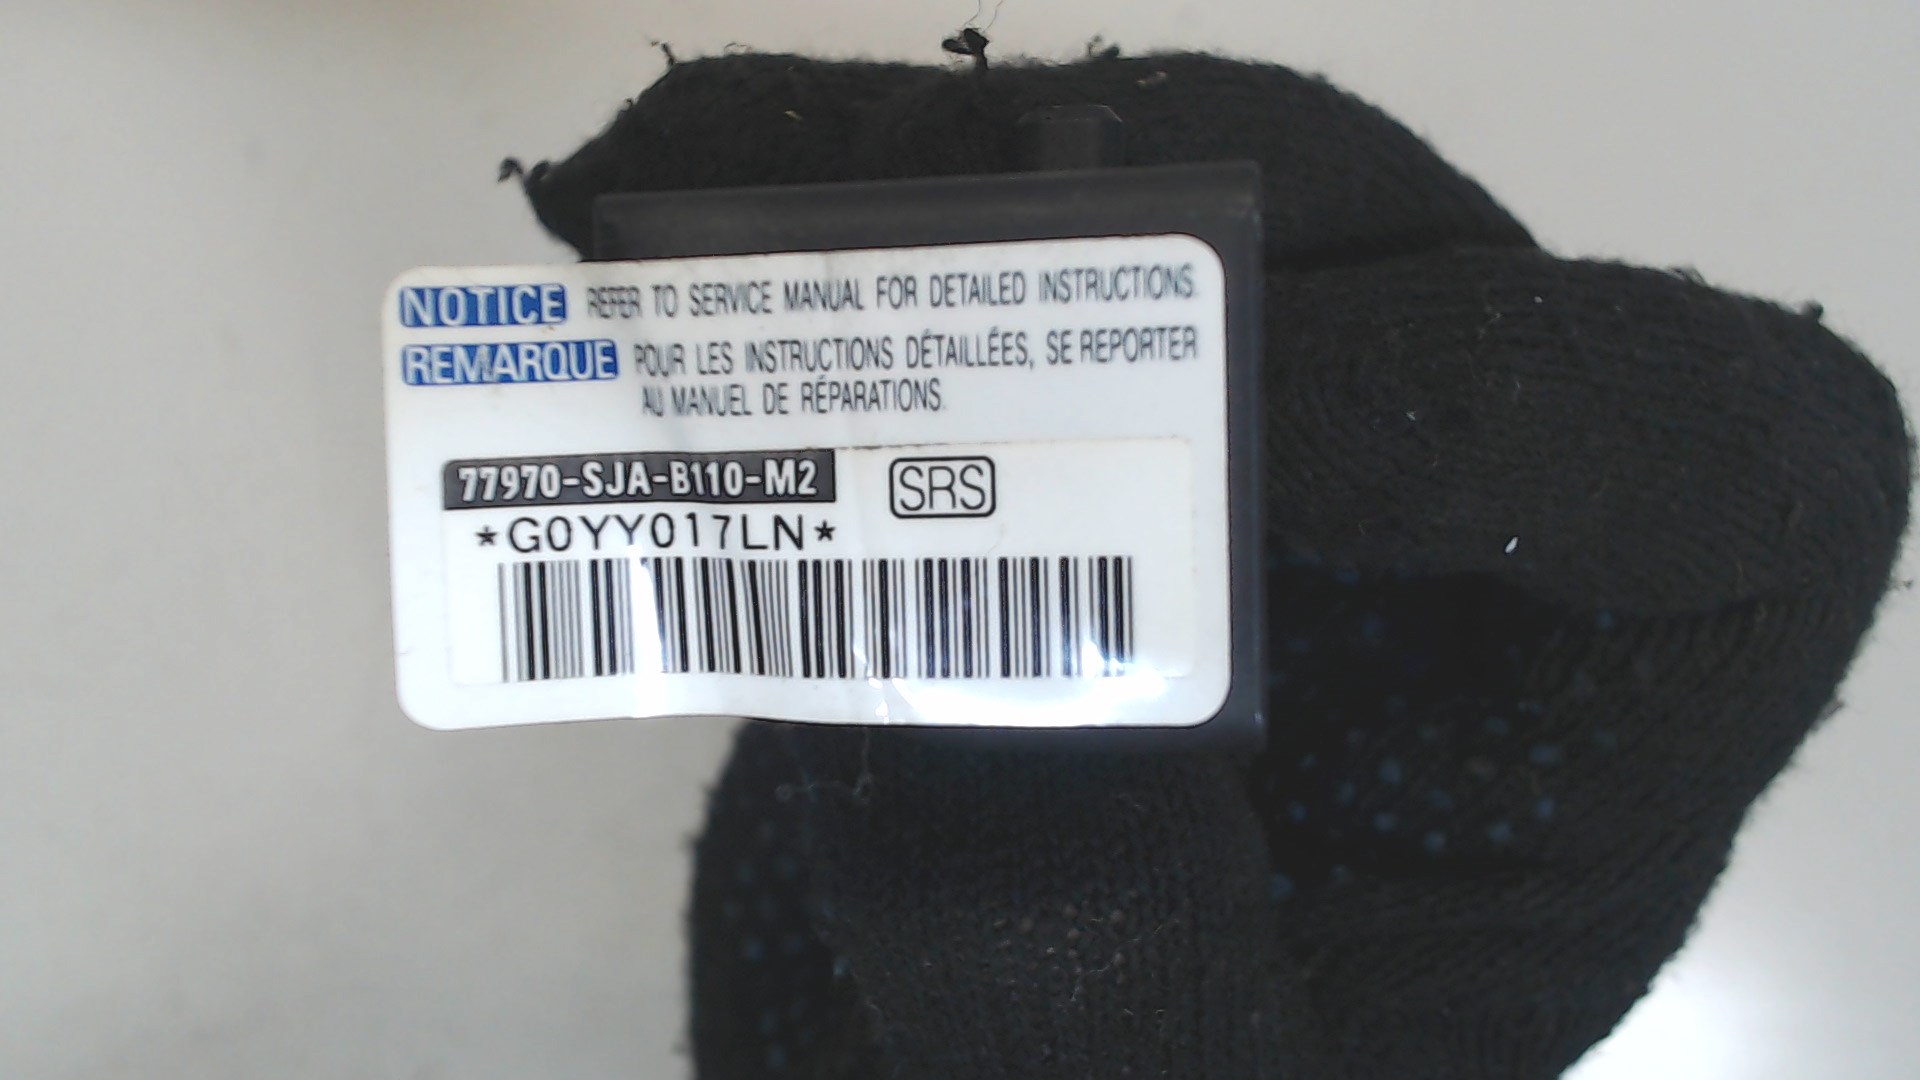 NOTICE REFER TO SERVICE MANUAL FOR DETAILED INSTRUCTIONS.
REMARQUE POUR LES INSTRUCTIONS DÉTAILLÉES, SE REPORTER
AU MANUEL DE RÉPARATIONS.
77970-SJA-B110-M2 SRS
*G0YY017LN*